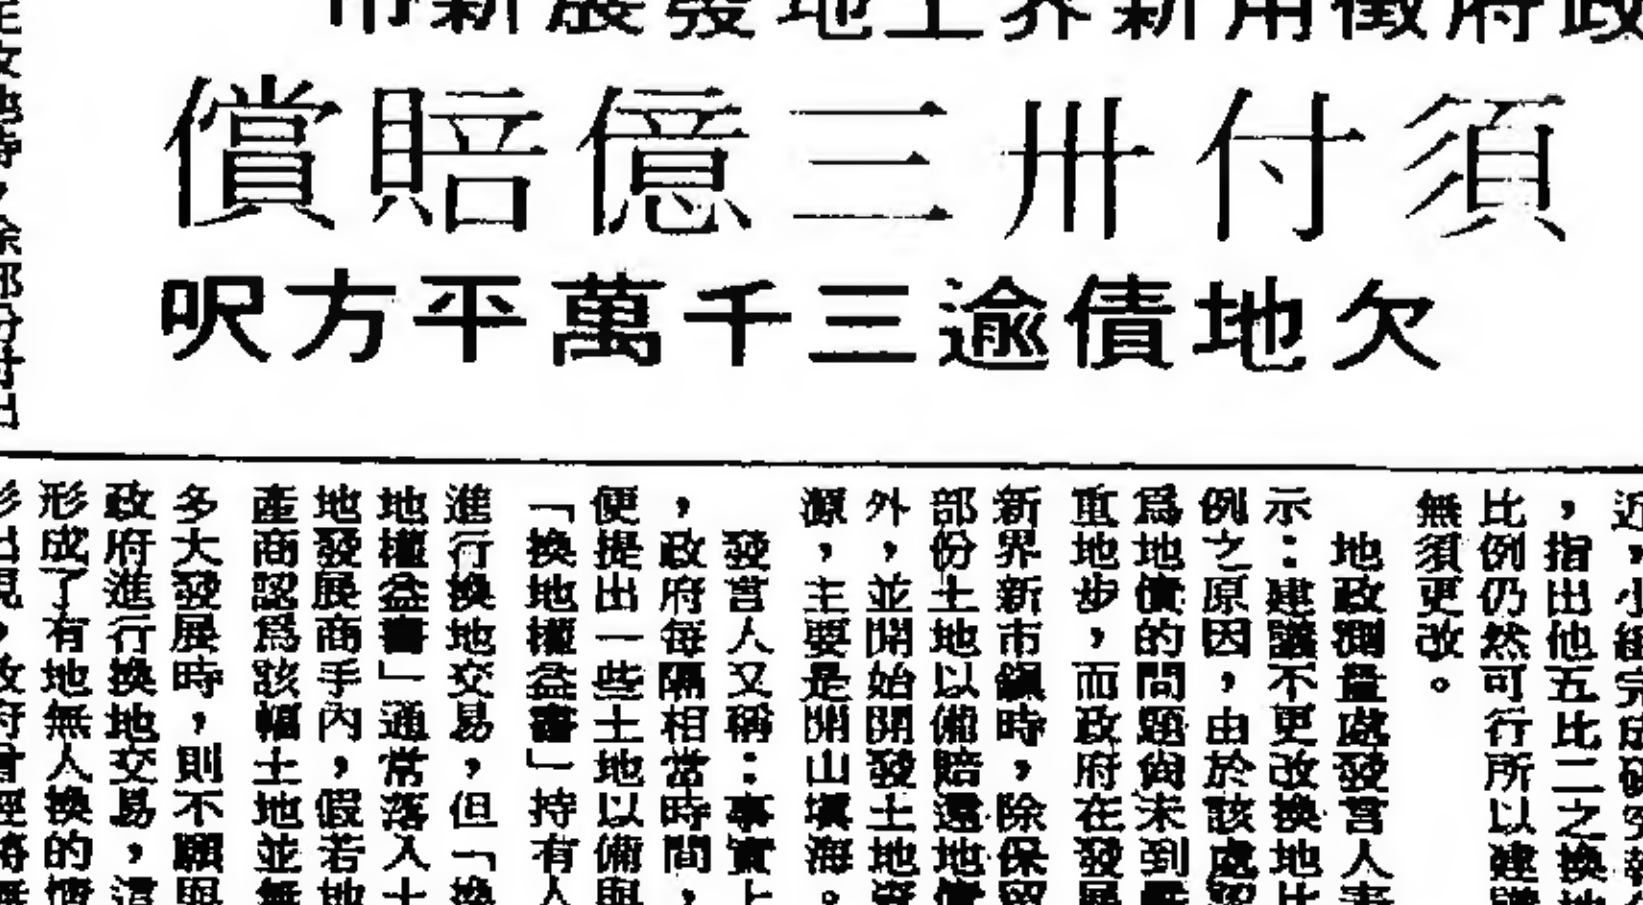 政府徵用新界土地發展新市
須付卅三億賠償
欠地債逾三千萬平方呎
近，小組完成研究報
，指出他五比二之換地
比例仍然可行所以建議
無須更改。
地政測量處發言人表
示：建議不更改換地比
例之原因，由於該處認
為地債的問題尙未到嚴
重地步，而政府在發展
新界新市鎮時，除保留
部份土地以備賠還地債
外，並開始開發土地資
源，主要是開山塡海。
發言人又稱：事實上
，政府每隔相當時間，
便提出一些土地以備與
「換地權益書」持有人
進行換地交易，但「換
地權益書」通常落入土
地發展商手內，假若地
產商認為該幅土地並無
多大發展時，則不願與
政府進行換地交易，這
形成了有地無人換的情